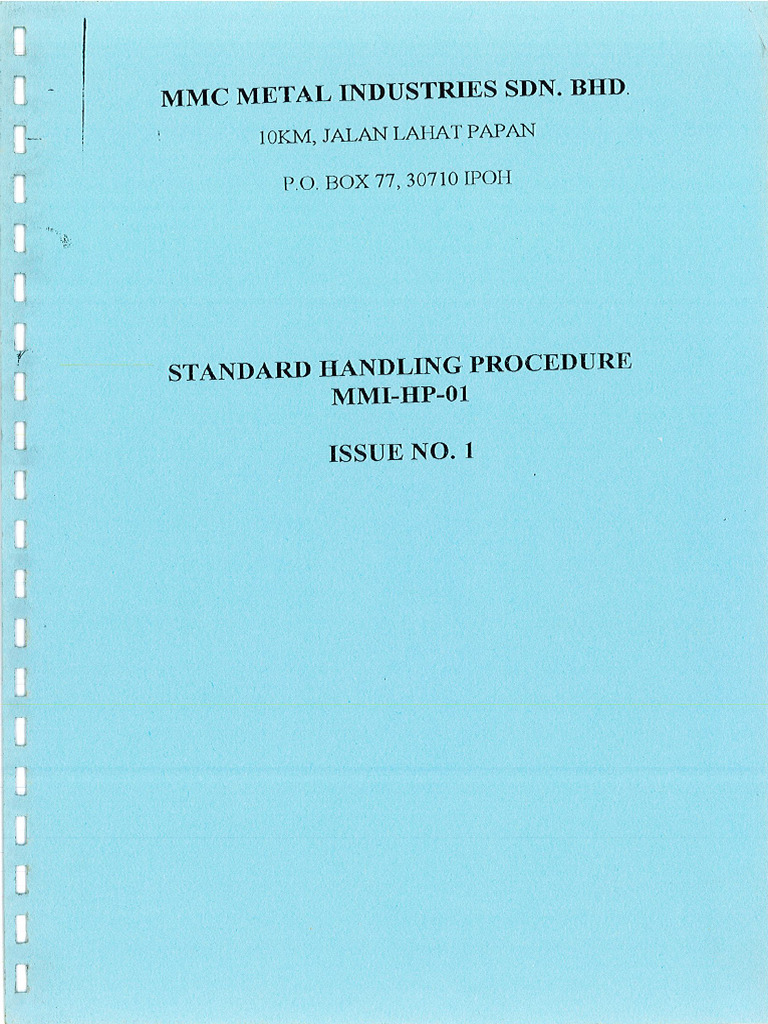 MMC METAL INDUSTRIES SDN. BHD.
10KM, JALAN LAHAT PAPAN
P.O. BOX 77, 30710 IPOH
STANDARD HANDLING PROCEDURE
MMI-HP-01
ISSUE NO. 1